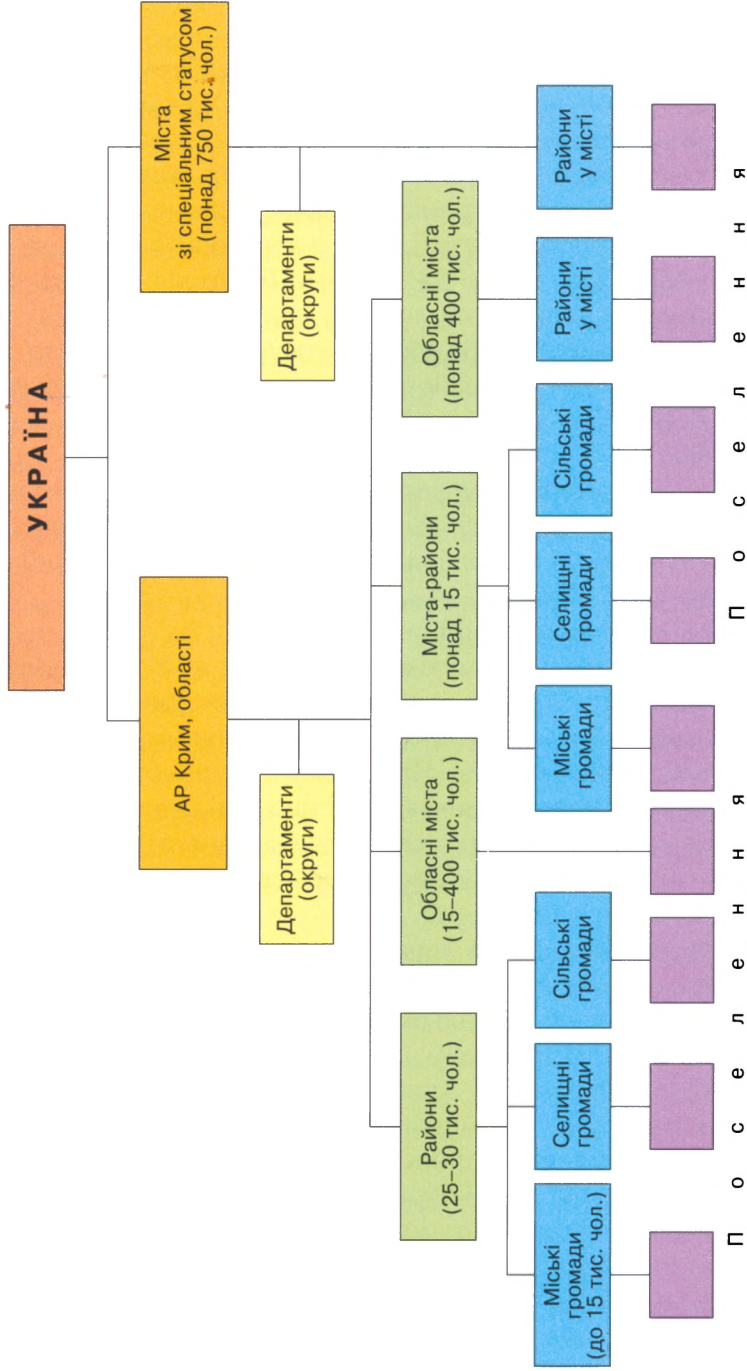 УКРАЇНА
АР Крим, області
Міста
зі спеціальним статусом
(понад 750 тис. чол.)
Департаменти
(округи)
Департаменти
(округи)
Райони
(25–30 тис. чол.)
Обласні міста
(15–400 тис. чол.)
Міста-райони
(понад 15 тис. чол.)
Обласні міста
(понад 400 тис. чол.)
Міські
громади
(до 15 тис. чол.)
Селищні
громади
Сільські
громади
Міські
громади
Селищні
громади
Сільські
громади
Райони
у місті
Райони
у місті
Поселення
Поселення